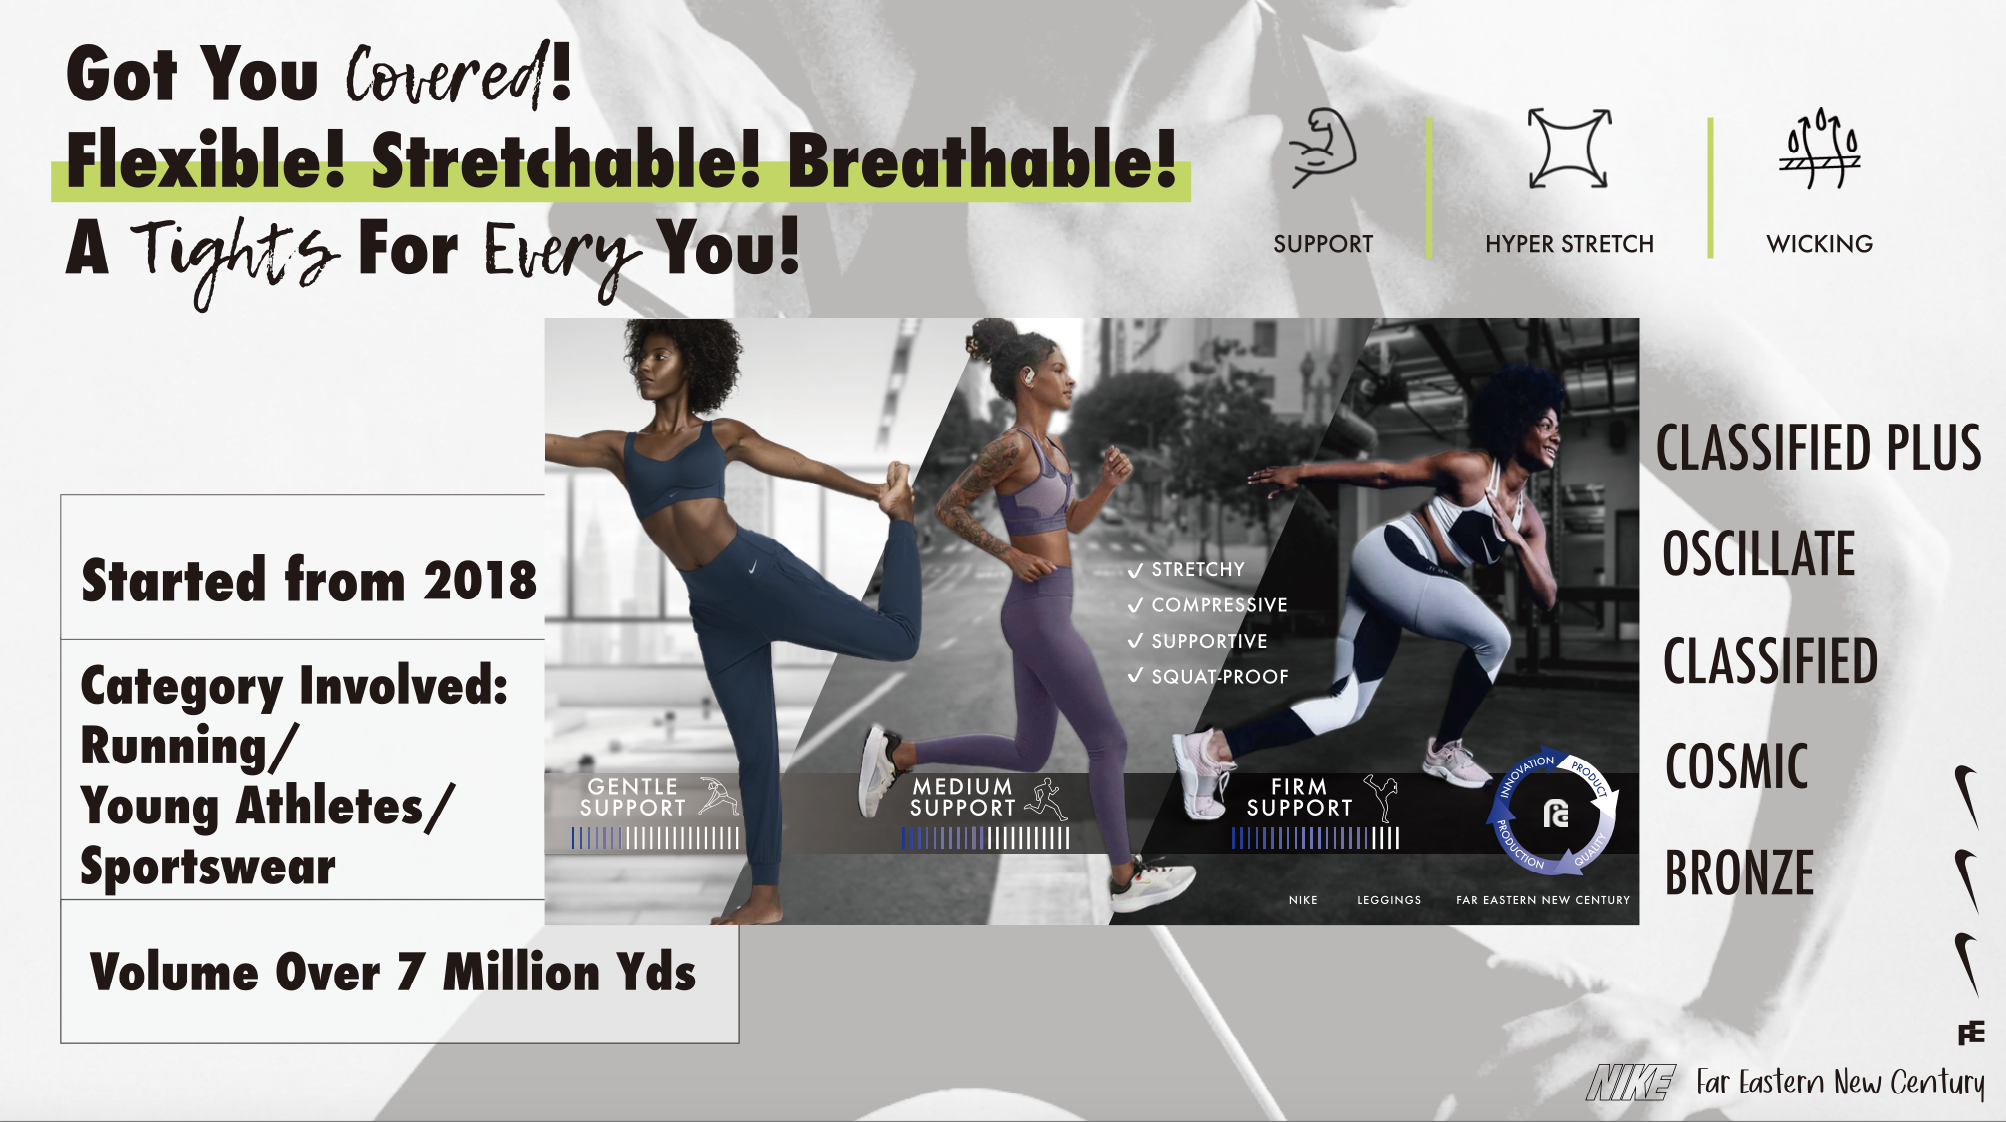 Got You Covered!
Flexible! Stretchable! Breathable!
A Tights For Every You!
SUPPORT
HYPER STRETCH
WICKING
Started from 2018
Category Involved:
Running/
Young Athletes/
Sportswear
Volume Over 7 Million Yds
STRETCHY
COMPRESSIVE
SUPPORTIVE
SQUAT-PROOF
GENTLE
SUPPORT
MEDIUM
SUPPORT
FIRM
SUPPORT
INNOVATION
PRODUCT
QUALITY
PRODUCTION
NIKE LEGGINGS FAR EASTERN NEW CENTURY
CLASSIFIED PLUS
OSCILLATE
CLASSIFIED
COSMIC
BRONZE
FE
NIKE Far Eastern New Century